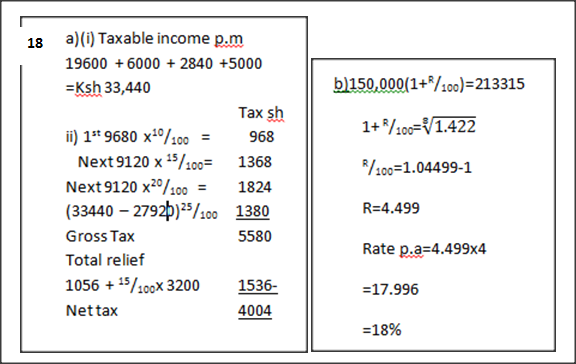 18 a)(i) Taxable income p.m
19600 + 6000 + 2840 +5000
=Ksh 33,440
Tax sh
ii) 1st 9680 x10/100 = 968
Next 9120 x 15/100= 1368
Next 9120 x20/100 = 1824
(33440 – 27920)25/100 1380
Gross Tax 5580
Total relief
1056 + 15/100x 3200 1536-
Net tax 4004
b)150,000(1+R/100)=213315
1+ R/100=⁸√1.422
R/100=1.04499-1
R=4.499
Rate p.a=4.499x4
=17.996
=18%